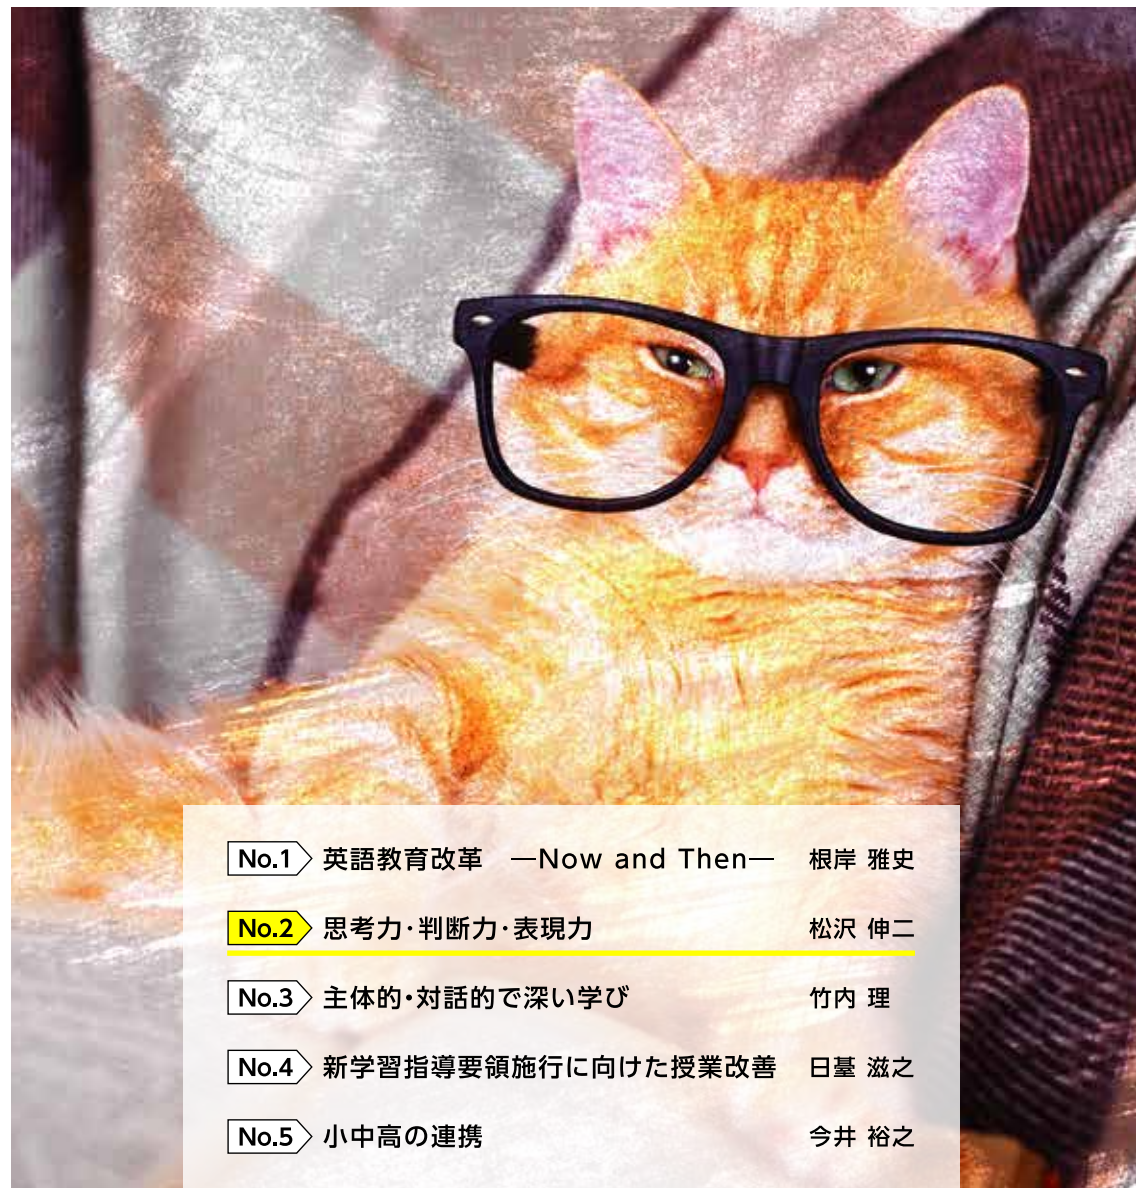 No.1 英語教育改革 ―Now and Then― 根岸 雅史
No.2 思考力・判断力・表現力 松沢 伸二
No.3 主体的・対話的で深い学び 竹内 理
No.4 新学習指導要領施行に向けた授業改善 日臺 滋之
No.5 小中高の連携 今井 裕之